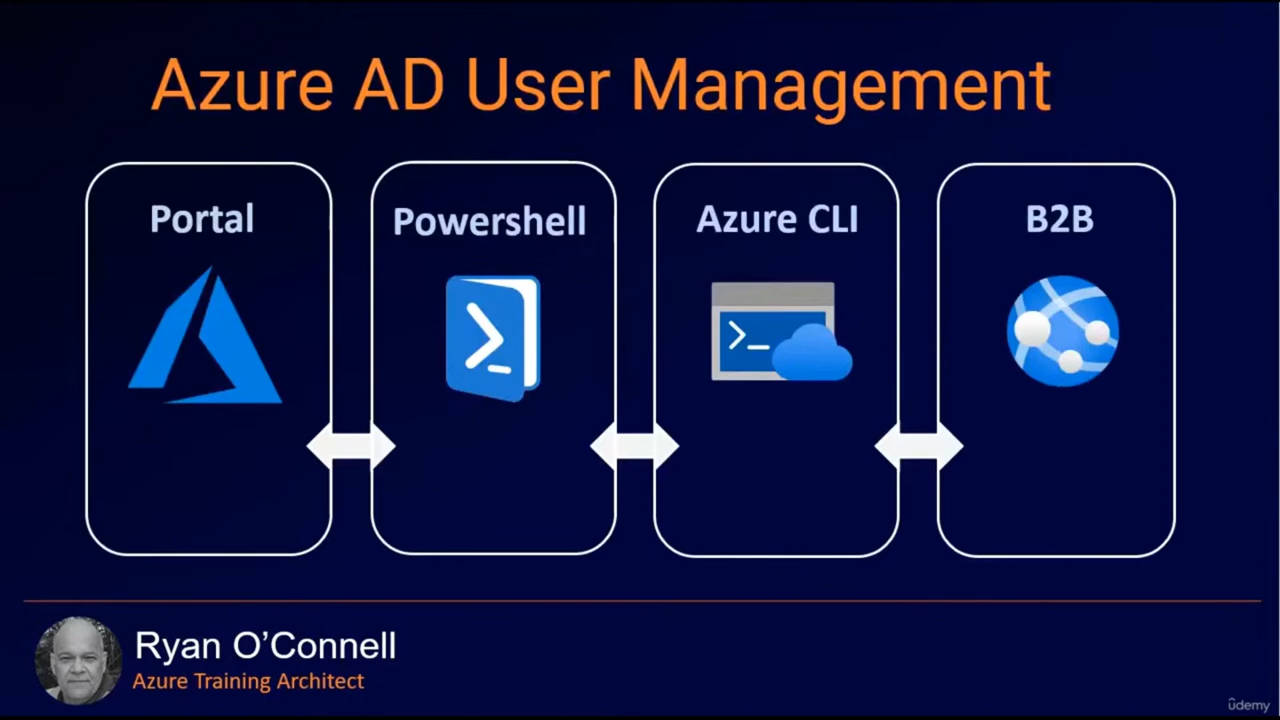 Azure AD User Management
Portal
Powershell
Azure CLI
B2B
Ryan O'Connell
Azure Training Architect
ûdemy